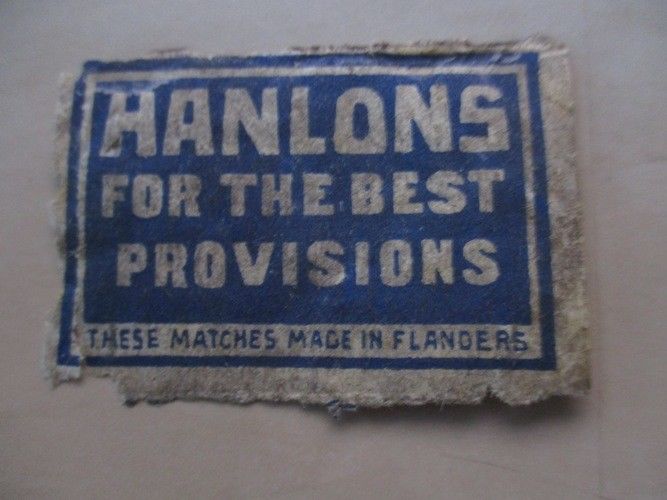 HANLONS
FOR THE BEST
PROVISIONS
THESE MATCHES MADE IN FLANDERS